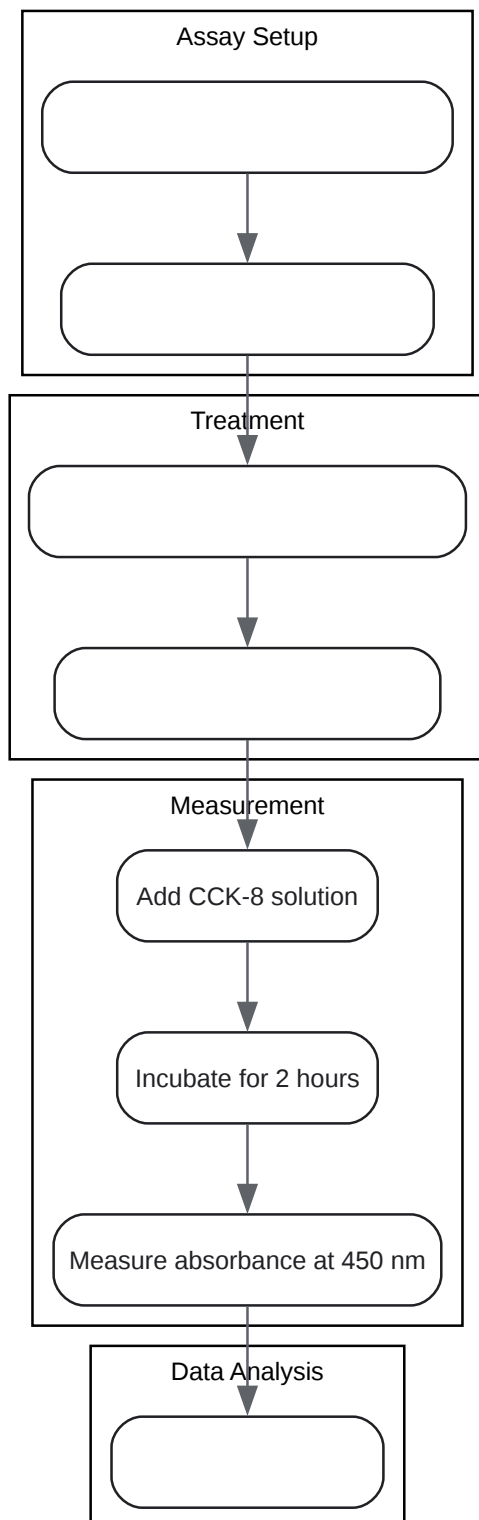 Assay Setup
Treatment
Measurement
Add CCK-8 solution
Incubate for 2 hours
Measure absorbance at 450 nm
Data Analysis